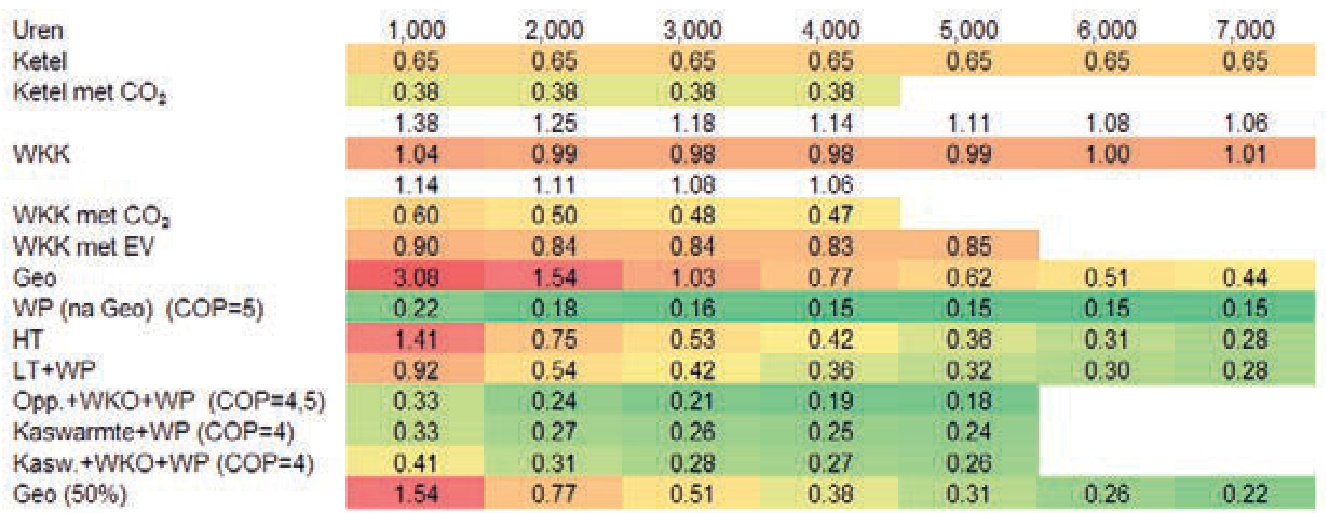 Uren 1,000 2,000 3,000 4,000 5,000 6,000 7,000
Ketel 0.65 0.65 0.65 0.65 0.65 0.65 0.65
Ketel met CO₂ 0.38 0.38 0.38 0.38
1.38 1.25 1.18 1.14 1.11 1.08 1.06
WKK 1.04 0.99 0.98 0.98 0.99 1.00 1.01
1.14 1.11 1.08 1.06
WKK met CO₂ 0.60 0.50 0.48 0.47
WKK met EV 0.90 0.84 0.84 0.83 0.85
Geo 3.08 1.54 1.03 0.77 0.62 0.51 0.44
WP (na Geo) (COP=5) 0.22 0.18 0.16 0.15 0.15 0.15 0.15
HT 1.41 0.75 0.53 0.42 0.36 0.31 0.28
LT+WP 0.92 0.54 0.42 0.36 0.32 0.30 0.28
Opp.+WKO+WP (COP=4,5) 0.33 0.24 0.21 0.19 0.18
Kaswarmte+WP (COP=4) 0.33 0.27 0.26 0.25 0.24
Kasw.+WKO+WP (COP=4) 0.41 0.31 0.28 0.27 0.26
Geo (50%) 1.54 0.77 0.51 0.38 0.31 0.26 0.22